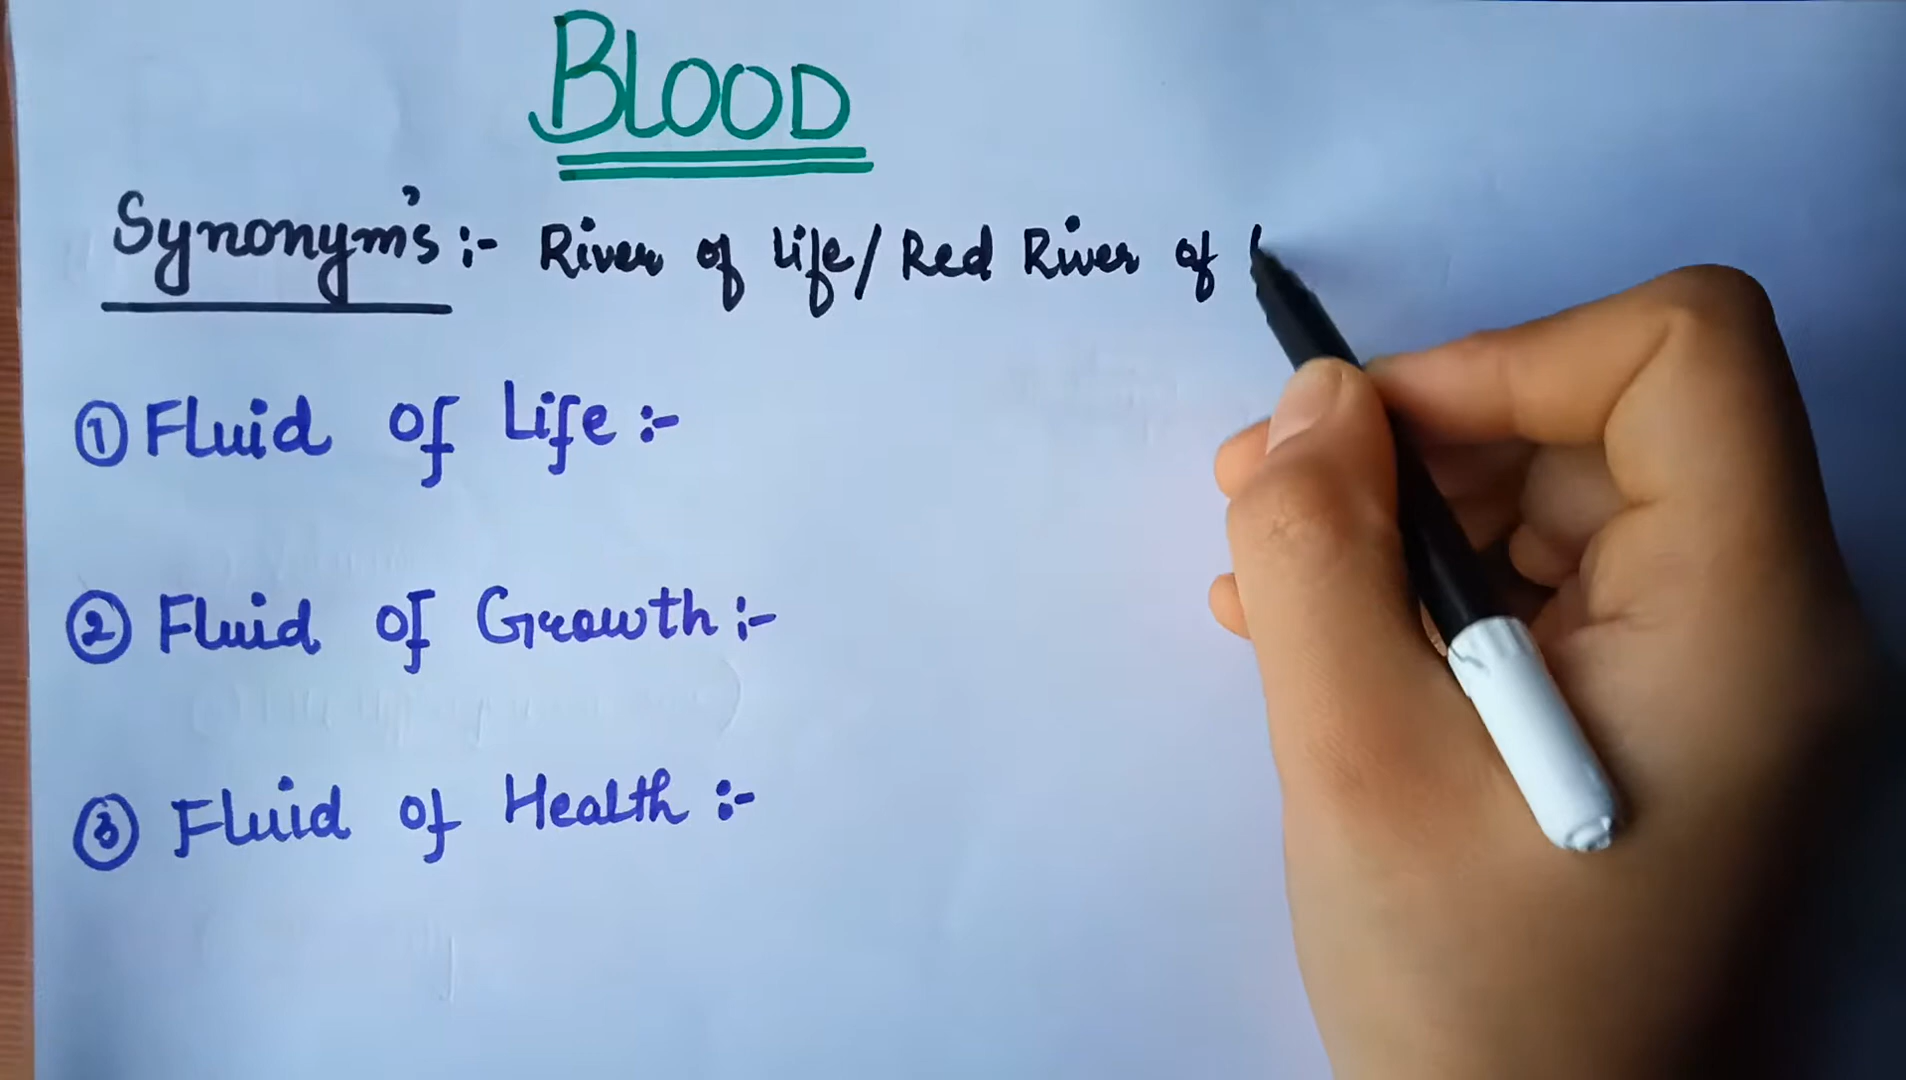 BLOOD
Synonym's :- River of life/Red River of
① Fluid of Life :-
② Fluid of Growth :-
③ Fluid of Health :-